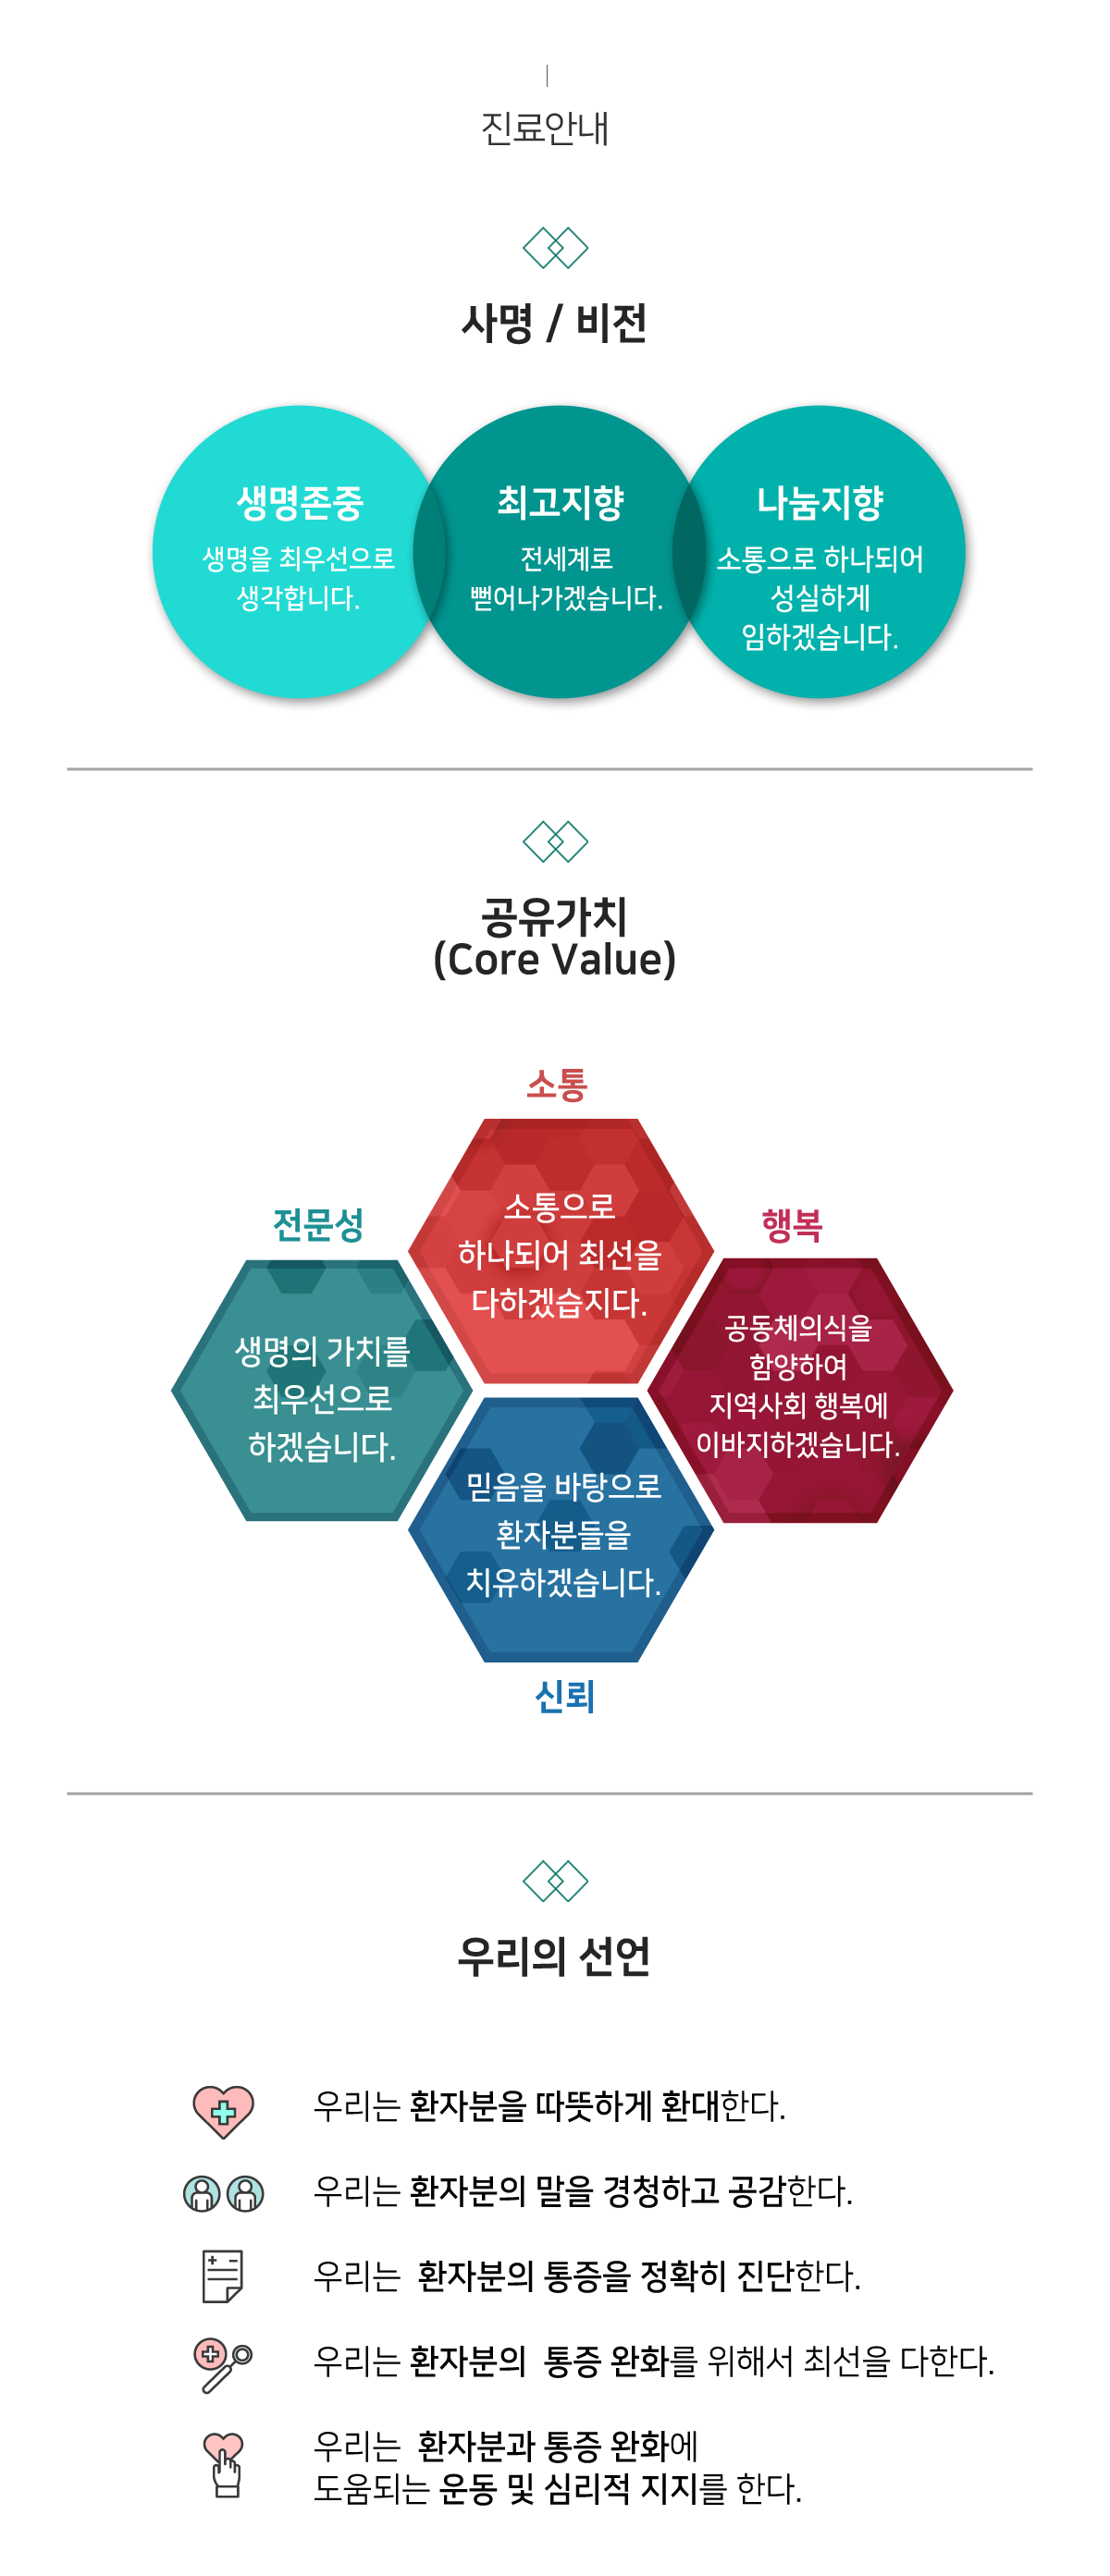 진료안내
사명 / 비전
생명존중
생명을 최우선으로
생각합니다.
최고지향
전세계로
뻗어나가겠습니다.
나눔지향
소통으로 하나되어
성실하게
임하겠습니다.
공유가치
(Core Value)
소통
소통으로
하나되어 최선을
다하겠습지다.
전문성
생명의 가치를
최우선으로
하겠습니다.
행복
공동체의식을
함양하여
지역사회 행복에
이바지하겠습니다.
믿음을 바탕으로
환자분들을
치유하겠습니다.
신뢰
우리의 선언
우리는 환자분을 따뜻하게 환대한다.
우리는 환자분의 말을 경청하고 공감한다.
우리는 환자분의 통증을 정확히 진단한다.
우리는 환자분의 통증 완화를 위해서 최선을 다한다.
우리는 환자분과 통증 완화에
도움되는 운동 및 심리적 지지를 한다.